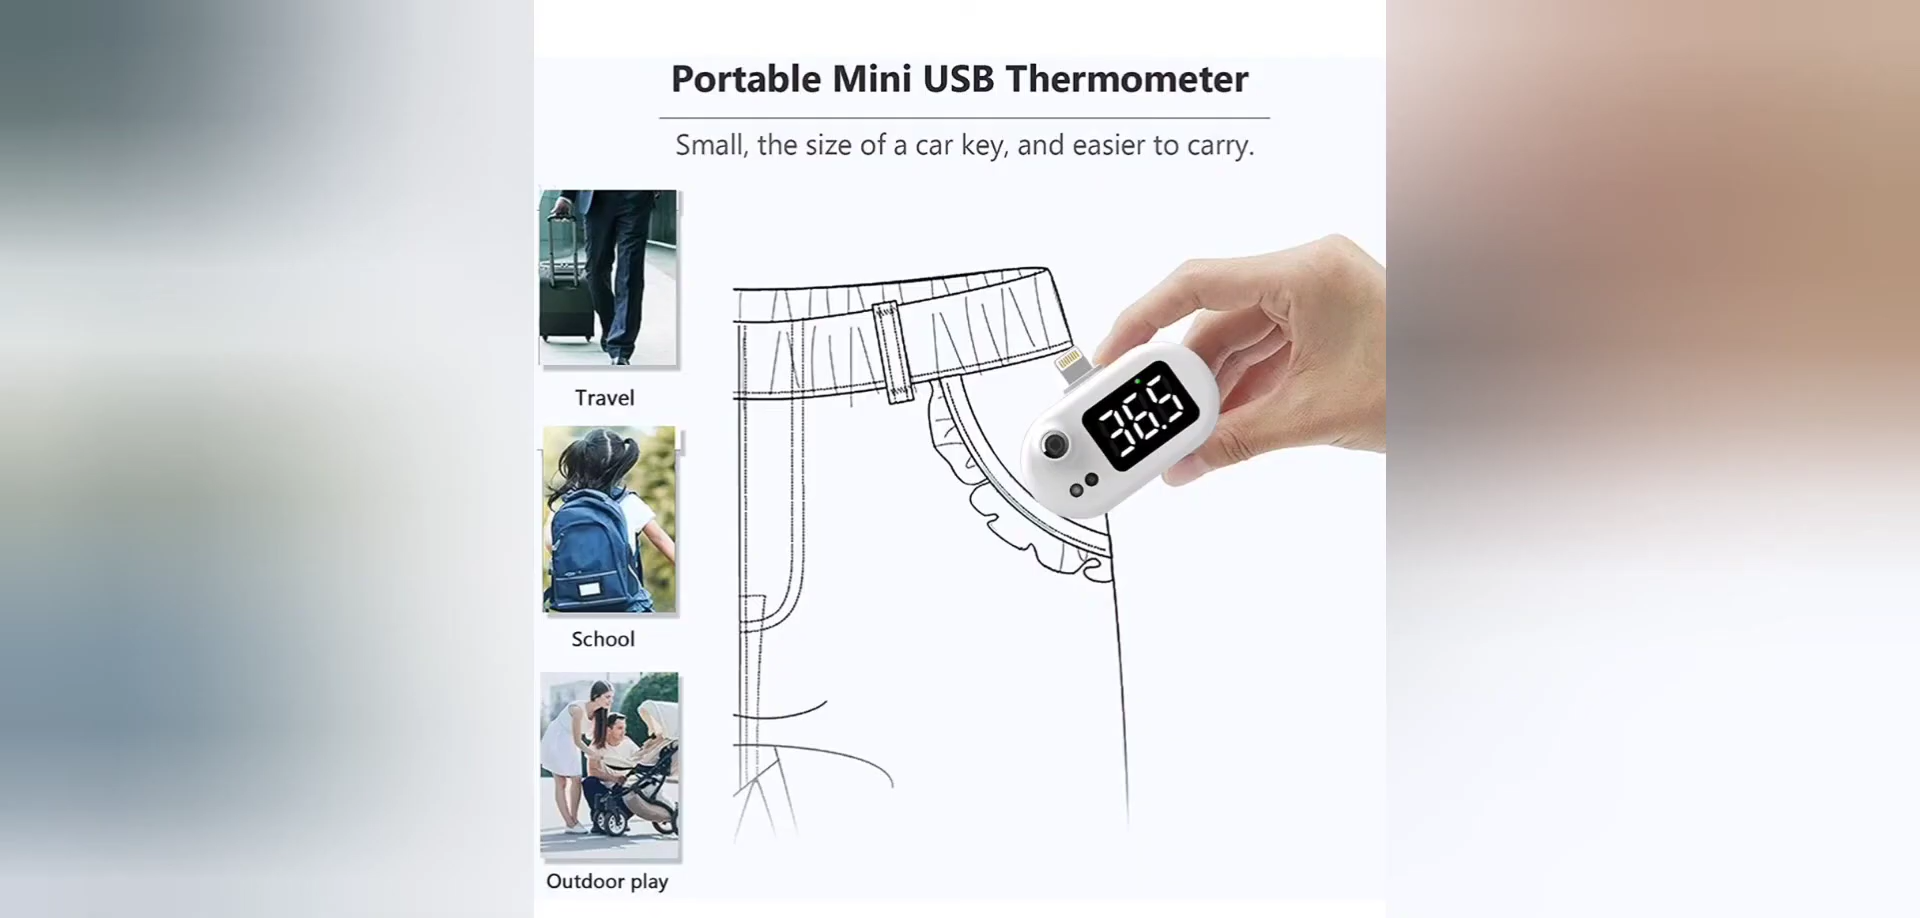 Portable Mini USB Thermometer
Small, the size of a car key, and easier to carry.
36.5
Travel
School
Outdoor play